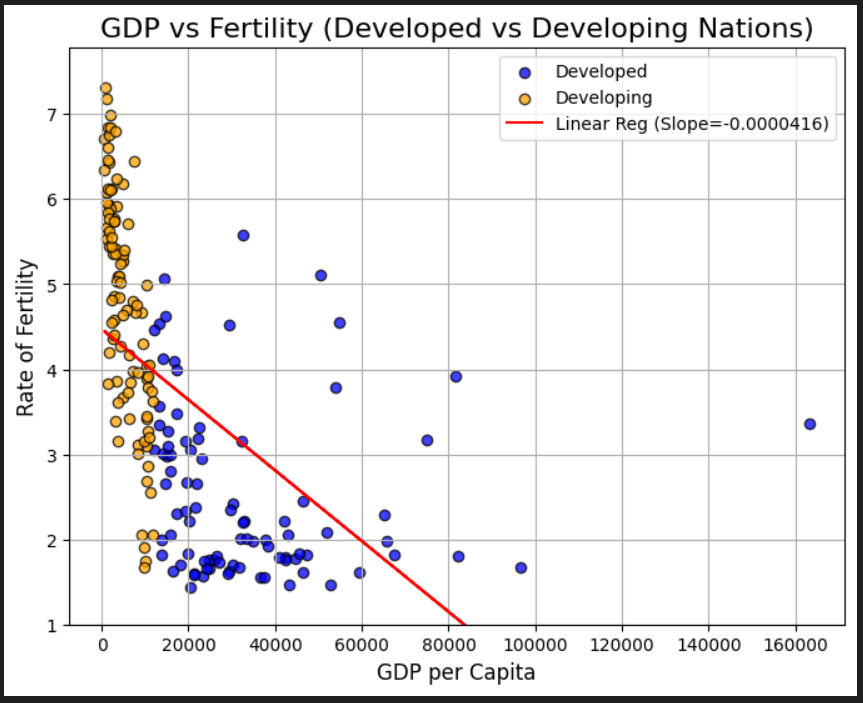 GDP vs Fertility (Developed vs Developing Nations)
Developed
Developing
Linear Reg (Slope=-0.0000416)
Rate of Fertility
7
6
5
4
3
2
1
0 20000 40000 60000 80000 100000 120000 140000 160000
GDP per Capita